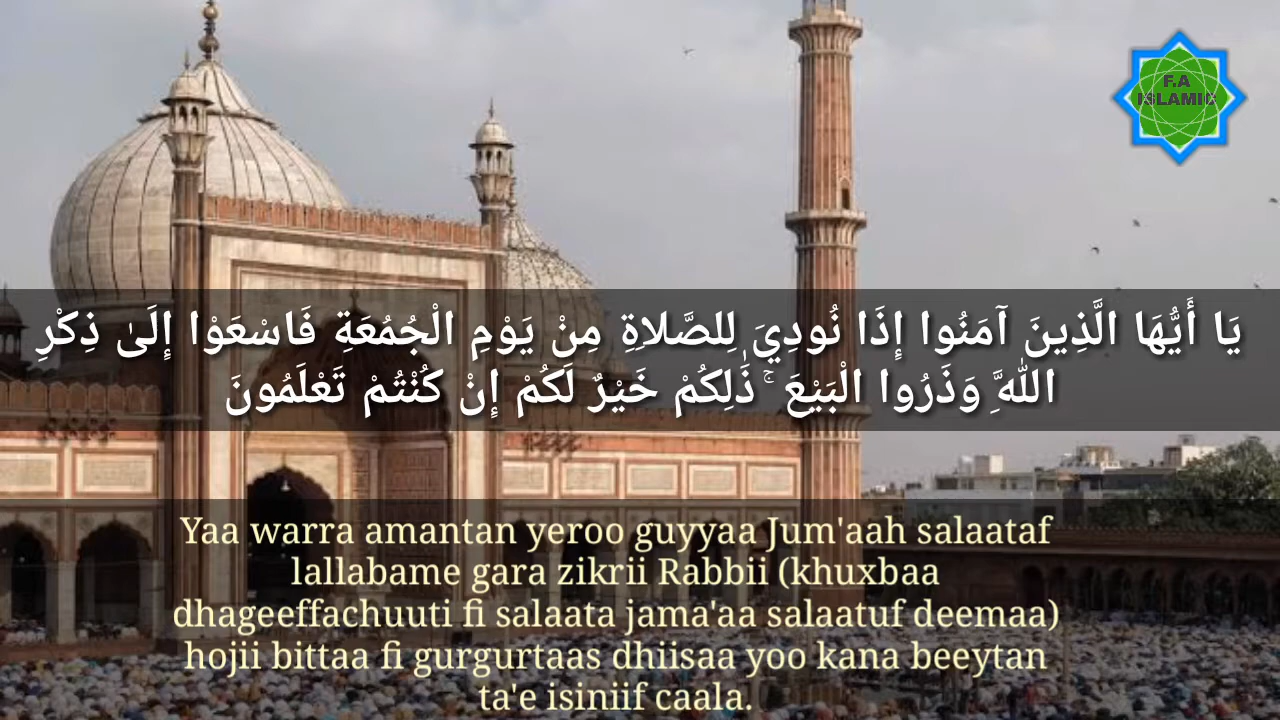 F.A
ISLAMIC
يَا أَيُّهَا الَّذِينَ آمَنُوا إِذَا نُودِيَ لِلصَّلاةِ مِنْ يَوْمِ الْجُمُعَةِ فَاسْعَوْا إِلَىٰ ذِكْرِ
اللَّهِ وَذَرُوا الْبَيْعَ ۚ ذَٰلِكُمْ خَيْرٌ لَكُمْ إِنْ كُنْتُمْ تَعْلَمُونَ
Yaa warra amantan yeroo guyyaa Jum'aah salaataf
lallabame gara zikrii Rabbii (khuxbaa
dhageeffachuuti fi salaata jama'aa salaatuf deemaa)
hojii bittaa fi gurgurtaas dhiisaa yoo kana beeytan
ta'e isiniif caala.